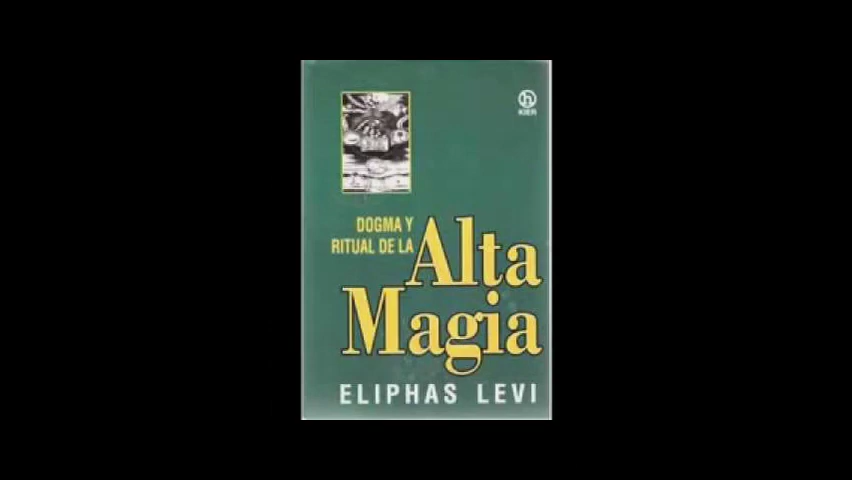 KIER
DOGMA Y
RITUAL DE LA
Alta
Magia
ELIPHAS LEVI